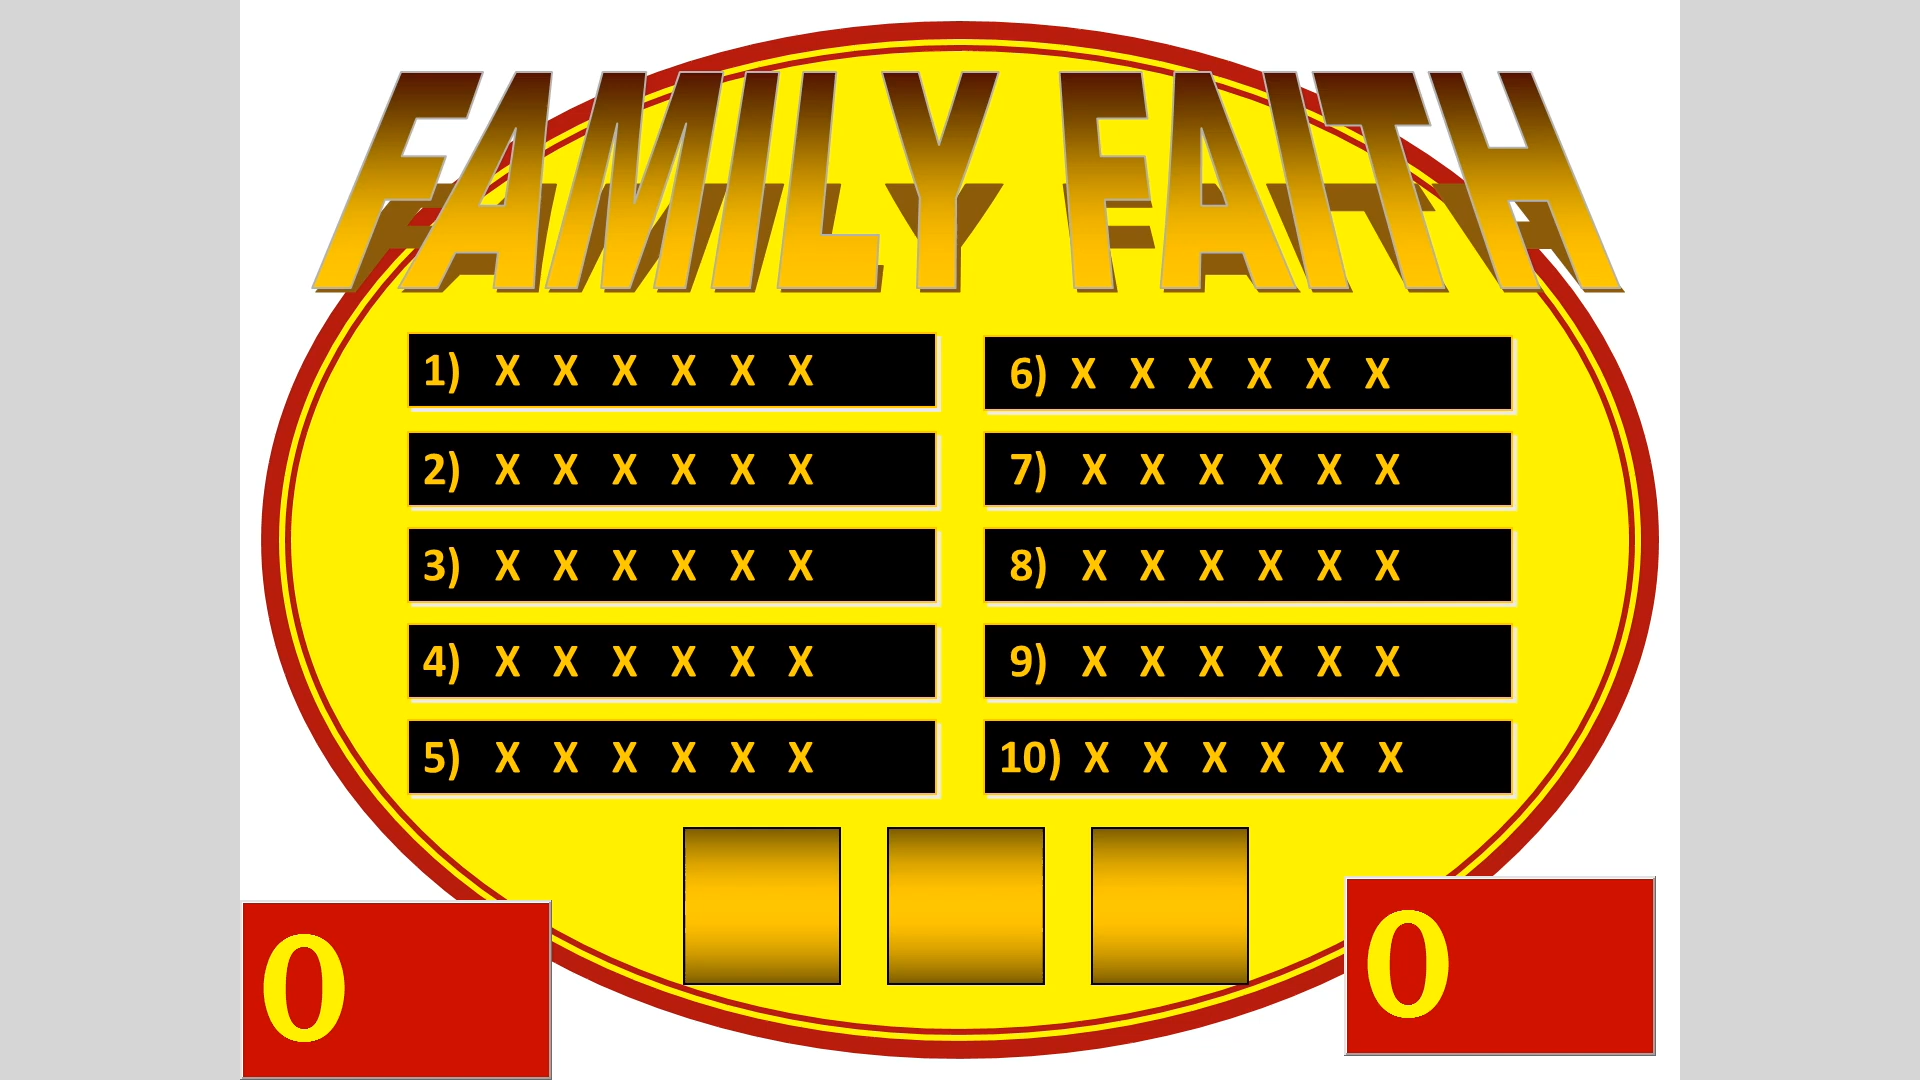 FAMILY FAITH
1) X X X X X X
2) X X X X X X
3) X X X X X X
4) X X X X X X
5) X X X X X X
6) X X X X X X
7) X X X X X X
8) X X X X X X
9) X X X X X X
10) X X X X X X
0
0